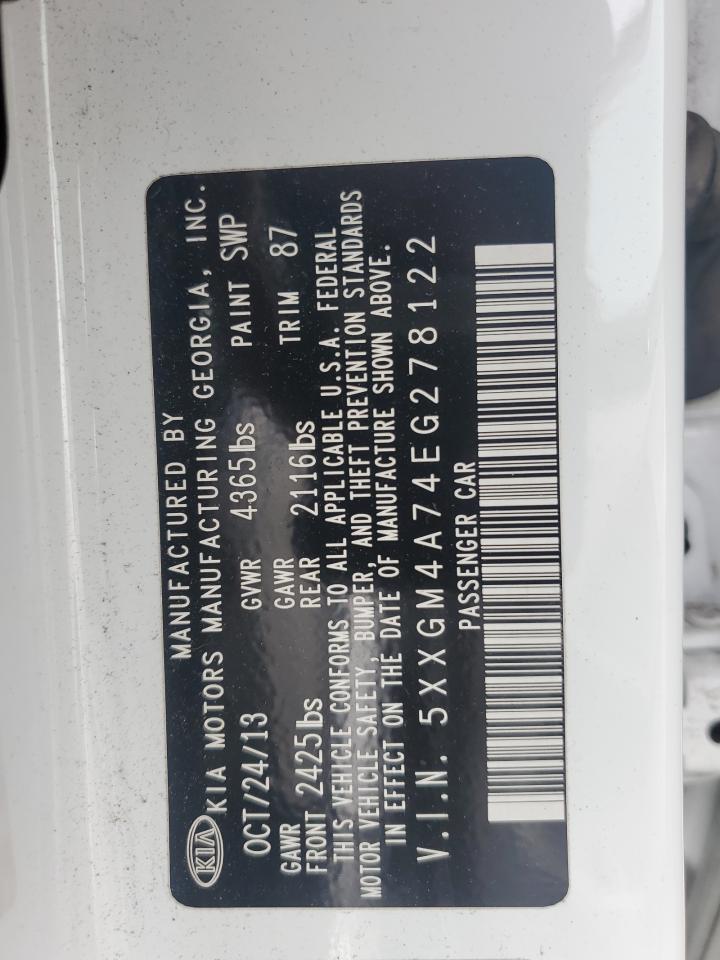 MANUFACTURED BY
KIA KIA MOTORS MANUFACTURING GEORGIA, INC.
OCT/24/13 GVWR 4365lbs PAINT SWP
GAWR FRONT 2425lbs GAWR REAR 2116lbs TRIM 87
THIS VEHICLE CONFORMS TO ALL APPLICABLE U.S.A. FEDERAL
MOTOR VEHICLE SAFETY, BUMPER, AND THEFT PREVENTION STANDARDS
IN EFFECT ON THE DATE OF MANUFACTURE SHOWN ABOVE.
V.I.N. 5XXGM4A74EG278122
PASSENGER CAR